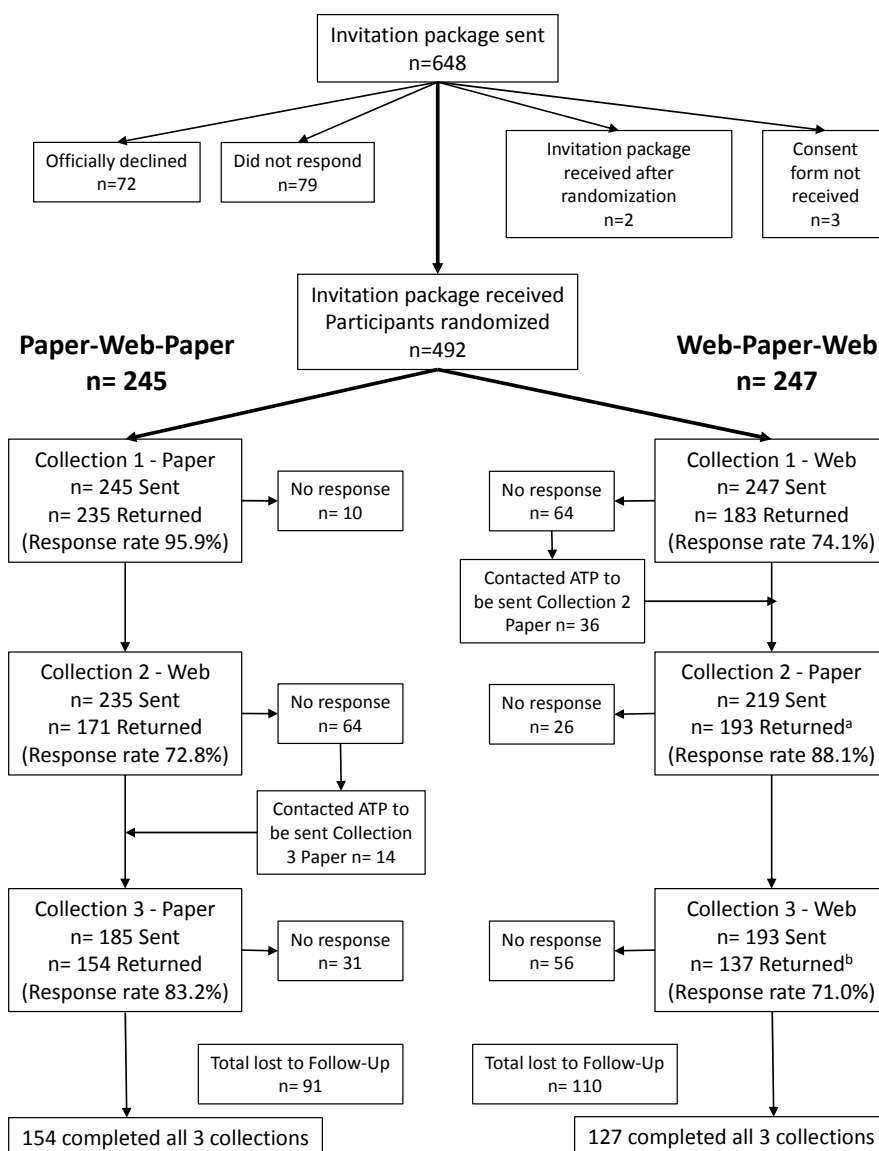 Invitation package sent
n=648
Officially declined
n=72
Did not respond
n=79
Invitation package
received after
randomization
n=2
Consent
form not
received
n=3
Invitation package received
Participants randomized
n=492
Paper-Web-Paper
n= 245
Web-Paper-Web
n= 247
Collection 1 - Paper
n= 245 Sent
n= 235 Returned
(Response rate 95.9%)
No response
n= 10
No response
n= 64
Collection 1 - Web
n= 247 Sent
n= 183 Returned
(Response rate 74.1%)
Contacted ATP to
be sent Collection 2
Paper n= 36
Collection 2 - Web
n= 235 Sent
n= 171 Returned
(Response rate 72.8%)
No response
n= 64
No response
n= 26
Collection 2 - Paper
n= 219 Sent
n= 193 Returnedᵃ
(Response rate 88.1%)
Contacted ATP to
be sent Collection
3 Paper n= 14
Collection 3 - Paper
n= 185 Sent
n= 154 Returned
(Response rate 83.2%)
No response
n= 31
No response
n= 56
Collection 3 - Web
n= 193 Sent
n= 137 Returnedᵇ
(Response rate 71.0%)
Total lost to Follow-Up
n= 91
Total lost to Follow-Up
n= 110
154 completed all 3 collections
127 completed all 3 collections